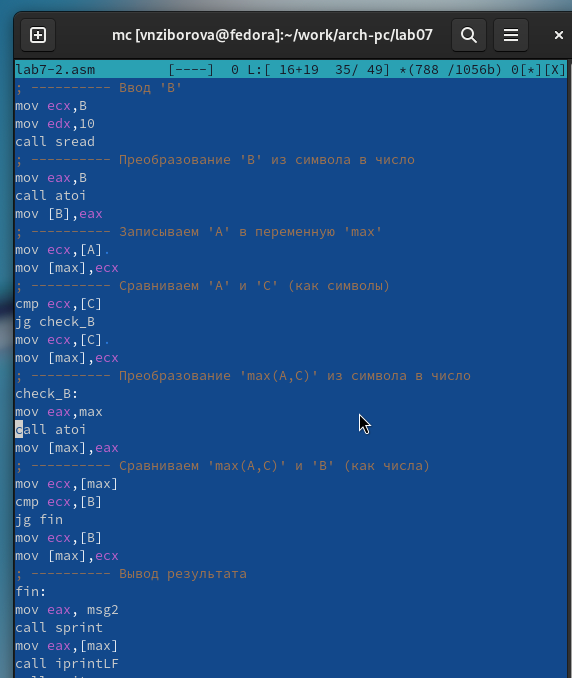 mc [vnziborova@fedora]:~/work/arch-pc/lab07
lab7-2.asm [----] 0 L:[ 16+19 35/ 49] *(788 /1056b) 0[*][X]
; ---------- Ввод 'B'
mov ecx,B
mov edx,10
call sread
; ---------- Преобразование 'B' из символа в число
mov eax,B
call atoi
mov [B],eax
; ---------- Записываем 'A' в переменную 'max'
mov ecx,[A].
mov [max],ecx
; ---------- Сравниваем 'A' и 'C' (как символы)
cmp ecx,[C]
jg check_B
mov ecx,[C].
mov [max],ecx
; ---------- Преобразование 'max(A,C)' из символа в число
check_B:
mov eax,max
call atoi
mov [max],eax
; ---------- Сравниваем 'max(A,C)' и 'B' (как числа)
mov ecx,[max]
cmp ecx,[B]
jg fin
mov ecx,[B]
mov [max],ecx
; ---------- Вывод результата
fin:
mov eax, msg2
call sprint
mov eax,[max]
call iprintLF